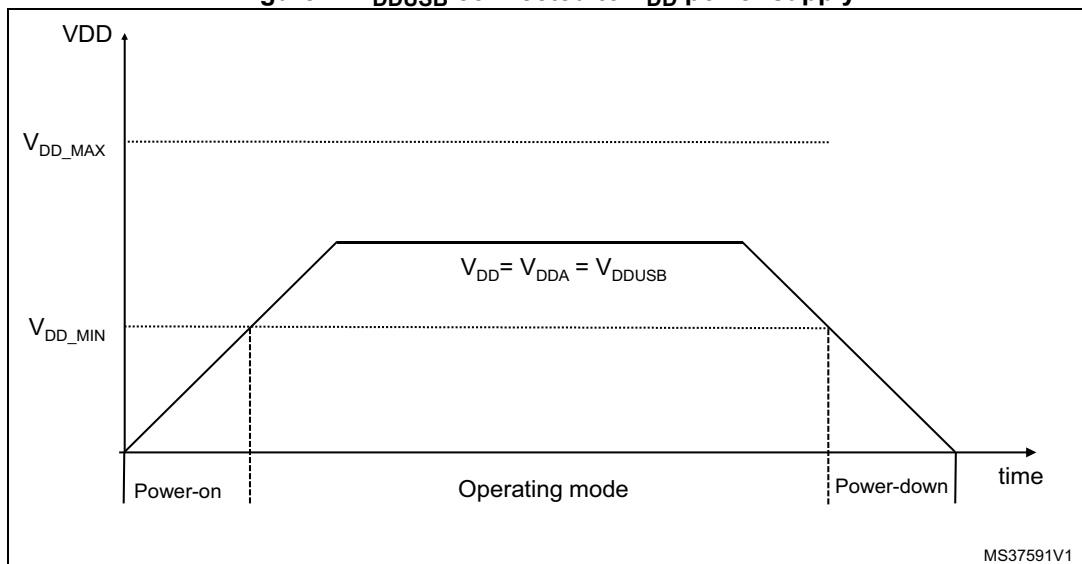 VDD
V_DD_MAX
V_DD= V_DDA = V_DDUSB
V_DD_MIN
Power-on
Operating mode
Power-down
time
MS37591V1